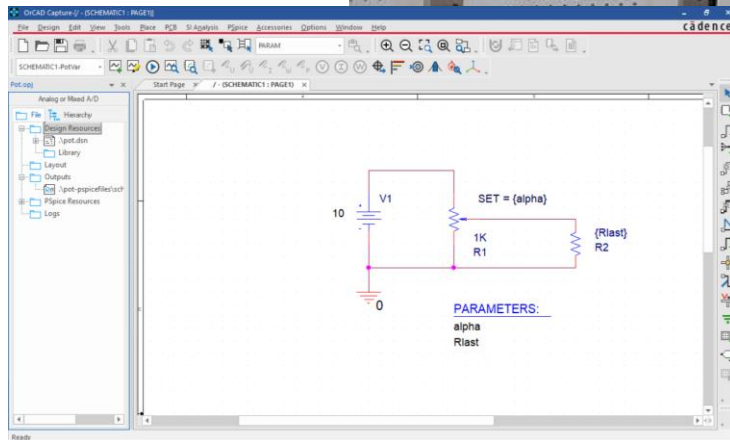 OrCAD Capture-[/ - (SCHEMATIC1 : PAGE1)]
File Design Edit View Tools Place PCB SI Analysis PSpice Accessories Options Window Help
cādence
PARAM
SCHEMATIC1-PotVar
Pot.opj
Start Page
/ - (SCHEMATIC1 : PAGE1)
Analog or Mixed A/D
File Hierarchy
Design Resources
.\pot.dsn
Library
Layout
Outputs
.\pot-pspicefiles\sch
PSpice Resources
Logs
V1
SET = {alpha}
10
1K
R1
{Rlast}
R2
0
PARAMETERS:
alpha
Rlast
Ready